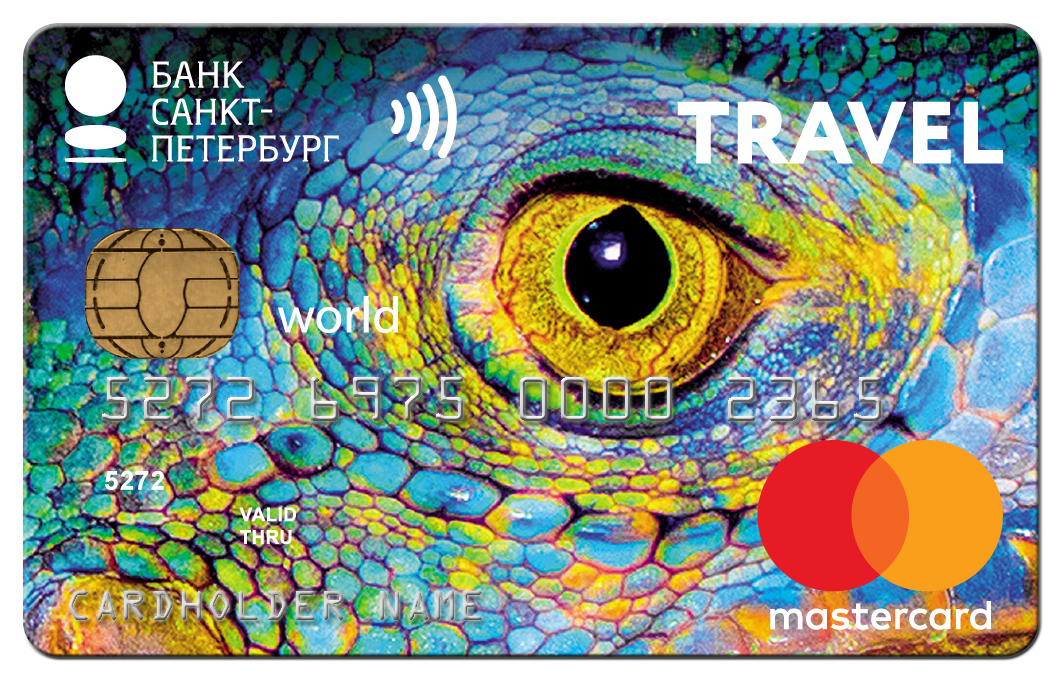 БАНК
САНКТ-
ПЕТЕРБУРГ
TRAVEL
world
5272 6975 0000 2365
5272
VALID
THRU
CARDHOLDER NAME
mastercard